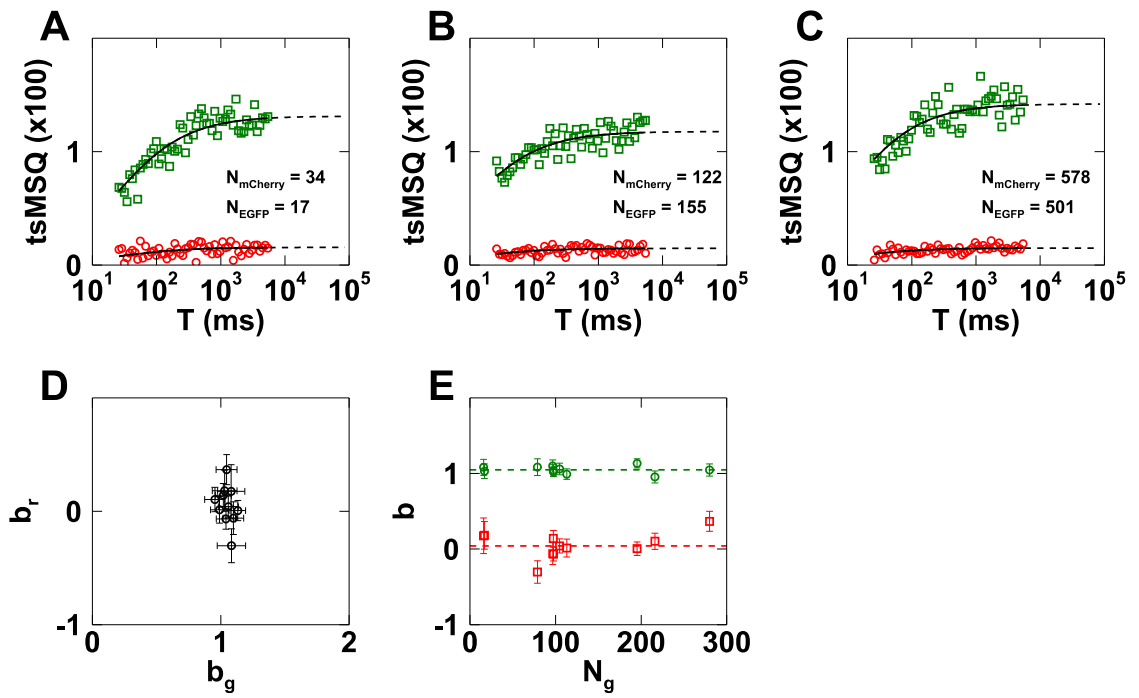 A
B
C
tsMSQ (x100)
1
0
N_mCherry = 34
N_EGFP = 17
10^1 10^2 10^3 10^4 10^5
T (ms)
tsMSQ (x100)
1
0
N_mCherry = 122
N_EGFP = 155
10^1 10^2 10^3 10^4 10^5
T (ms)
tsMSQ (x100)
1
0
N_mCherry = 578
N_EGFP = 501
10^1 10^2 10^3 10^4 10^5
T (ms)
D
E
b_r
1
0
-1
0 1 2
b_g
b
1
0
-1
0 100 200 300
N_g